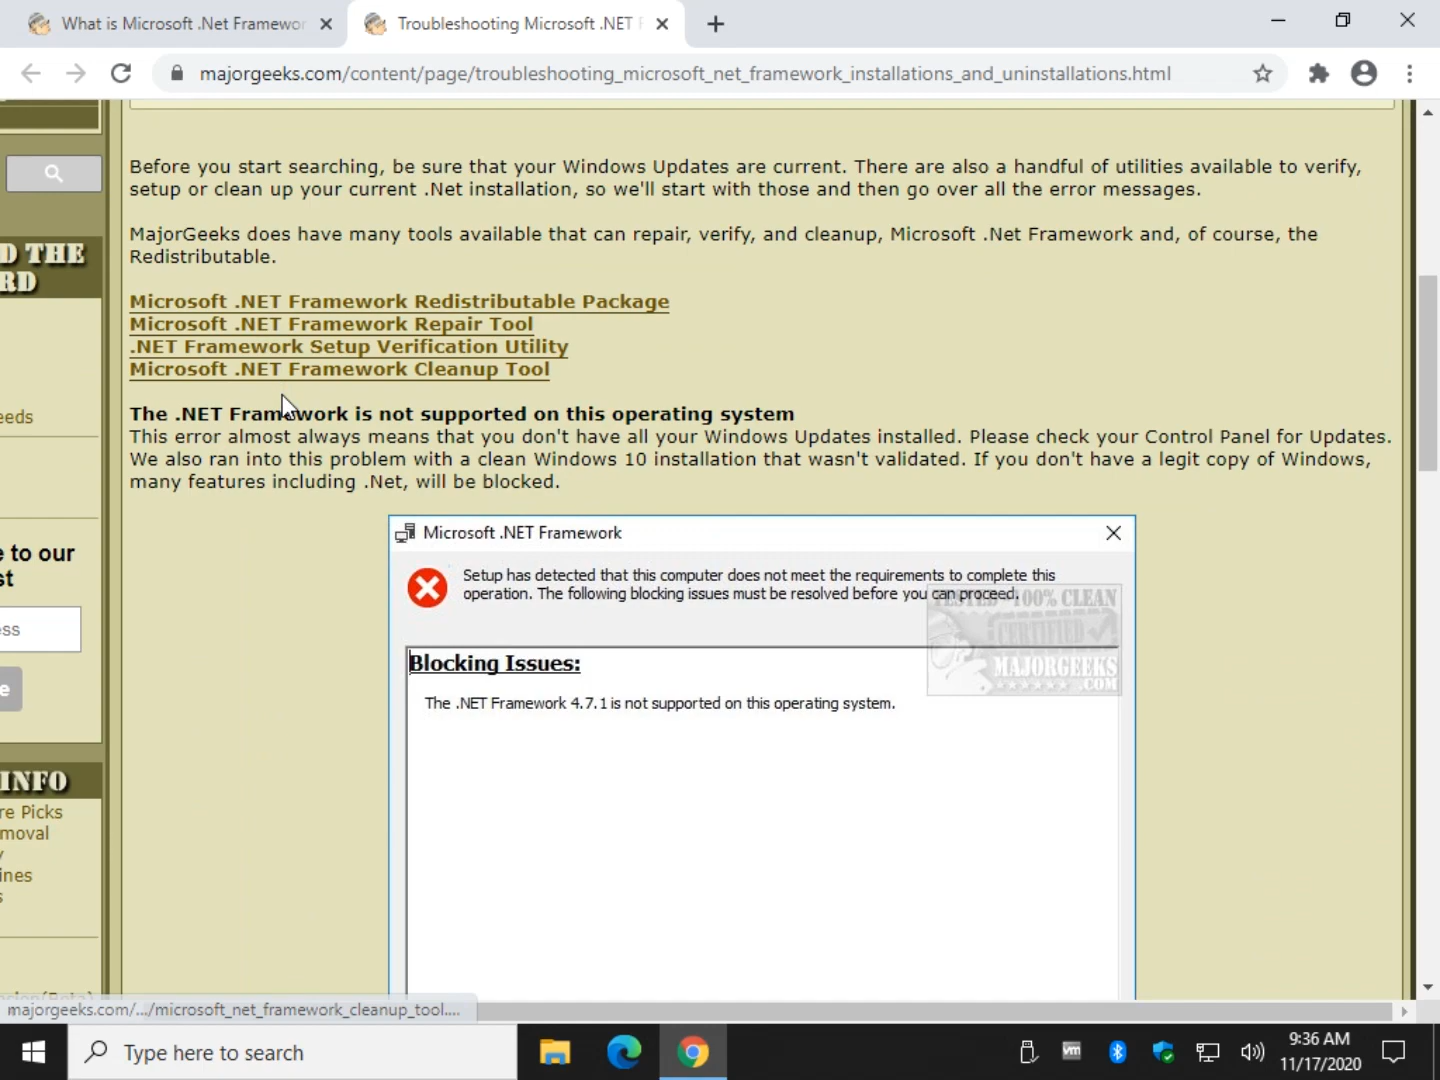 What is Microsoft .Net Framewor
Troubleshooting Microsoft .NET F
majorgeeks.com/content/page/troubleshooting_microsoft_net_framework_installations_and_uninstallations.html
Before you start searching, be sure that your Windows Updates are current. There are also a handful of utilities available to verify,
setup or clean up your current .Net installation, so we'll start with those and then go over all the error messages.
MajorGeeks does have many tools available that can repair, verify, and cleanup, Microsoft .Net Framework and, of course, the
Redistributable.
Microsoft .NET Framework Redistributable Package
Microsoft .NET Framework Repair Tool
.NET Framework Setup Verification Utility
Microsoft .NET Framework Cleanup Tool
The .NET Framework is not supported on this operating system
This error almost always means that you don't have all your Windows Updates installed. Please check your Control Panel for Updates.
We also ran into this problem with a clean Windows 10 installation that wasn't validated. If you don't have a legit copy of Windows,
many features including .Net, will be blocked.
D THE
RD
eeds
e to our
st
ess
e
INFO
re Picks
moval
y
ines
s
Microsoft .NET Framework
Setup has detected that this computer does not meet the requirements to complete this
operation. The following blocking issues must be resolved before you can proceed.
TESTED 100% CLEAN
CERTIFIED
MAJORGEEKS
.COM
Blocking Issues:
The .NET Framework 4.7.1 is not supported on this operating system.
majorgeeks.com/.../microsoft_net_framework_cleanup_tool....
Type here to search
vm
9:36 AM
11/17/2020